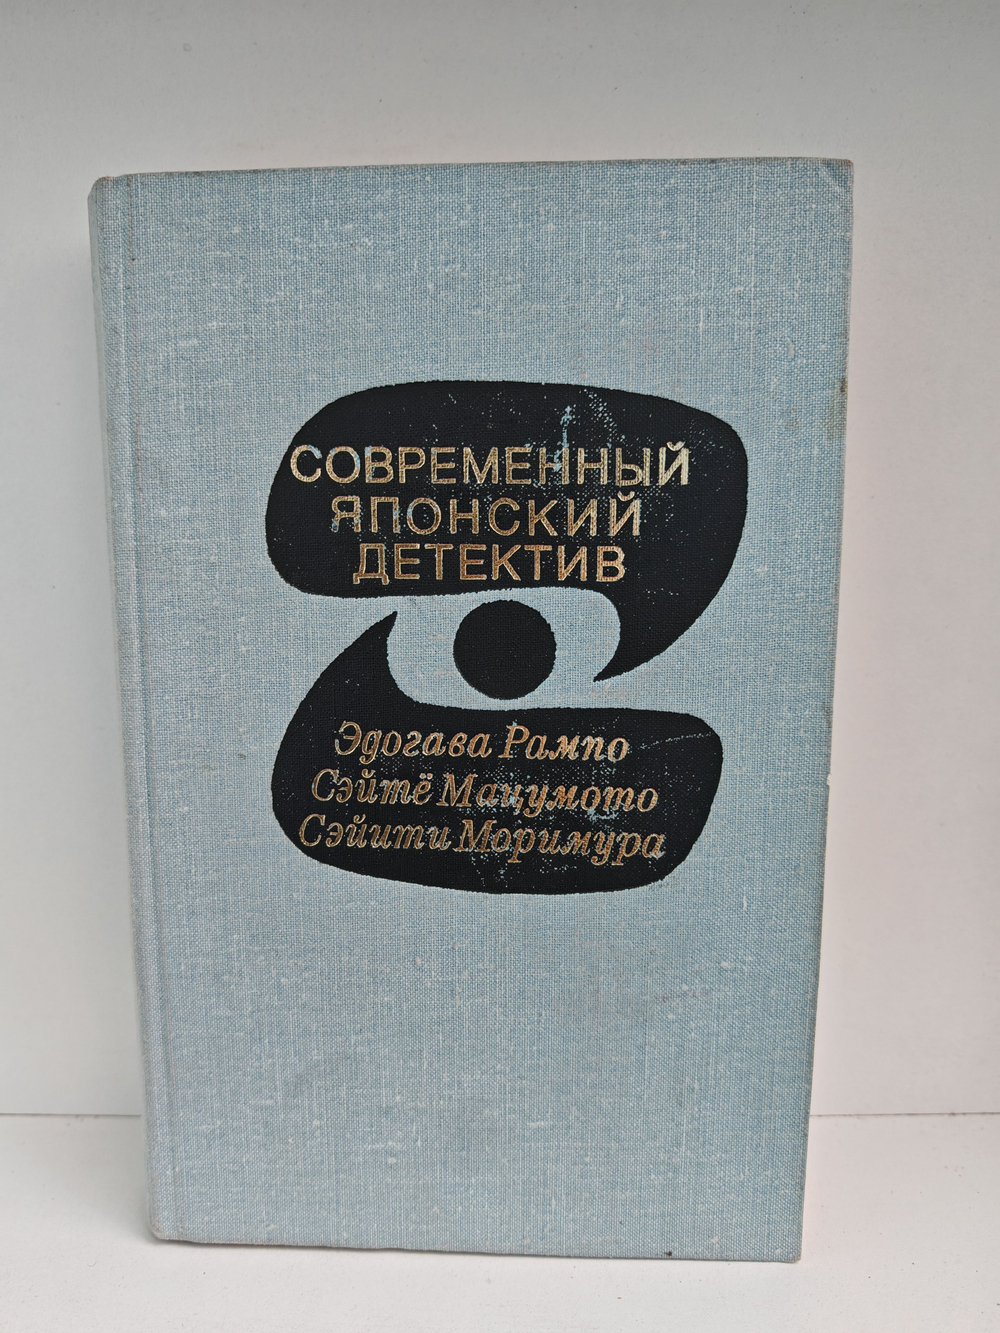 СОВРЕМЕННЫЙ
ЯПОНСКИЙ
ДЕТЕКТИВ
Эдогава Рампо
Сэйтё Мацумото
Сэйити Моримура